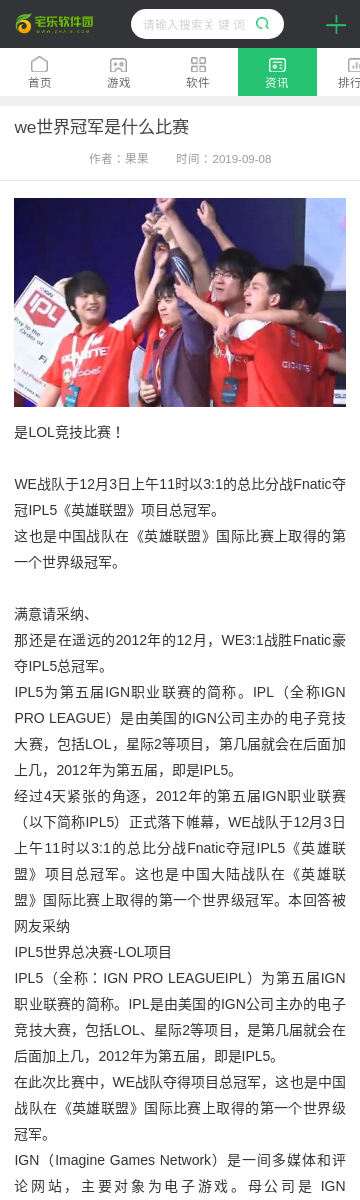 宅乐软件园
WWW.ZHAIS.COM
请输入搜索关 键 词
首页
游戏
软件
资讯
排行
we世界冠军是什么比赛
作者：果果 时间：2019-09-08
IGN
IPL
Pay to the
Order of
GIGABYTE
GIGABYTE
是LOL竞技比赛！
WE战队于12月3日上午11时以3:1的总比分战Fnatic夺
冠IPL5《英雄联盟》项目总冠军。
这也是中国战队在《英雄联盟》国际比赛上取得的第
一个世界级冠军。
满意请采纳、
那还是在遥远的2012年的12月，WE3:1战胜Fnatic豪
夺IPL5总冠军。
IPL5为第五届IGN职业联赛的简称。IPL（全称IGN
PRO LEAGUE）是由美国的IGN公司主办的电子竞技
大赛，包括LOL，星际2等项目，第几届就会在后面加
上几，2012年为第五届，即是IPL5。
经过4天紧张的角逐，2012年的第五届IGN职业联赛
（以下简称IPL5）正式落下帷幕，WE战队于12月3日
上午11时以3:1的总比分战Fnatic夺冠IPL5《英雄联
盟》项目总冠军。这也是中国大陆战队在《英雄联
盟》国际比赛上取得的第一个世界级冠军。本回答被
网友采纳
IPL5世界总决赛-LOL项目
IPL5（全称：IGN PRO LEAGUEIPL）为第五届IGN
职业联赛的简称。IPL是由美国的IGN公司主办的电子
竞技大赛，包括LOL、星际2等项目，是第几届就会在
后面加上几，2012年为第五届，即是IPL5。
在此次比赛中，WE战队夺得项目总冠军，这也是中国
战队在《英雄联盟》国际比赛上取得的第一个世界级
冠军。
IGN（Imagine Games Network）是一间多媒体和评
论网站，主要对象为电子游戏。母公司是 IGN